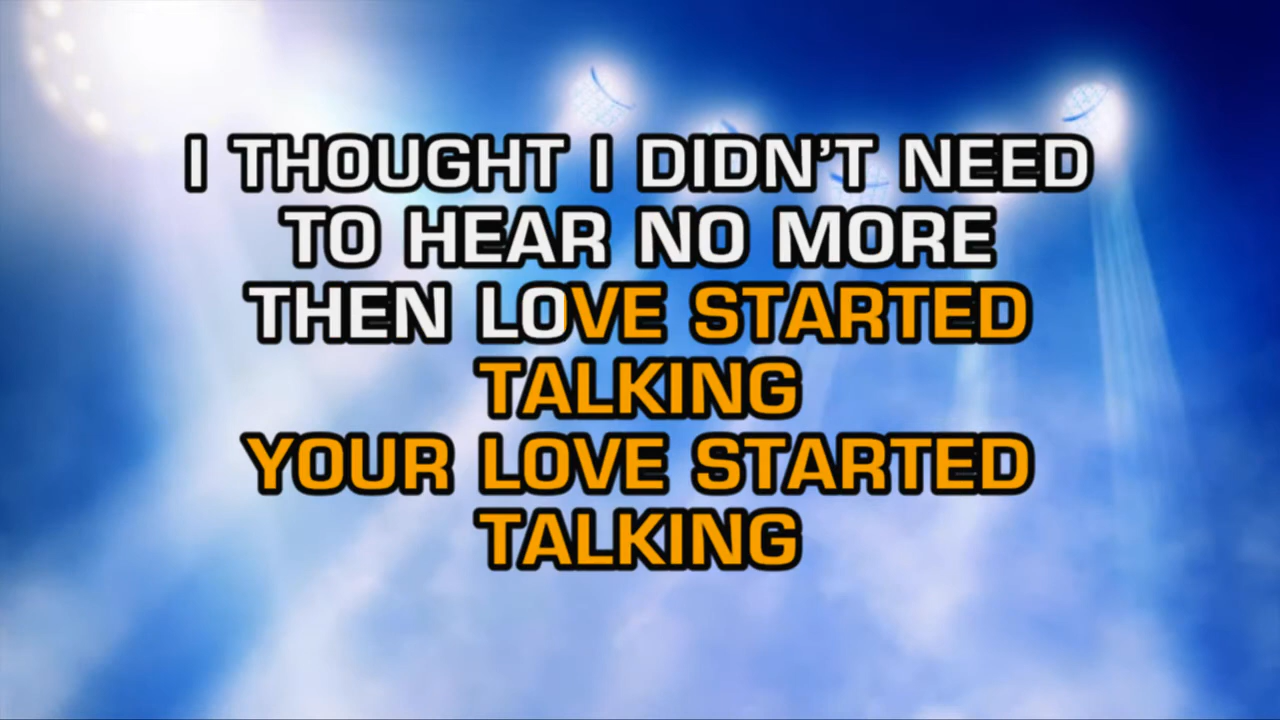 I THOUGHT I DIDN'T NEED
TO HEAR NO MORE
THEN LOVE STARTED
TALKING
YOUR LOVE STARTED
TALKING